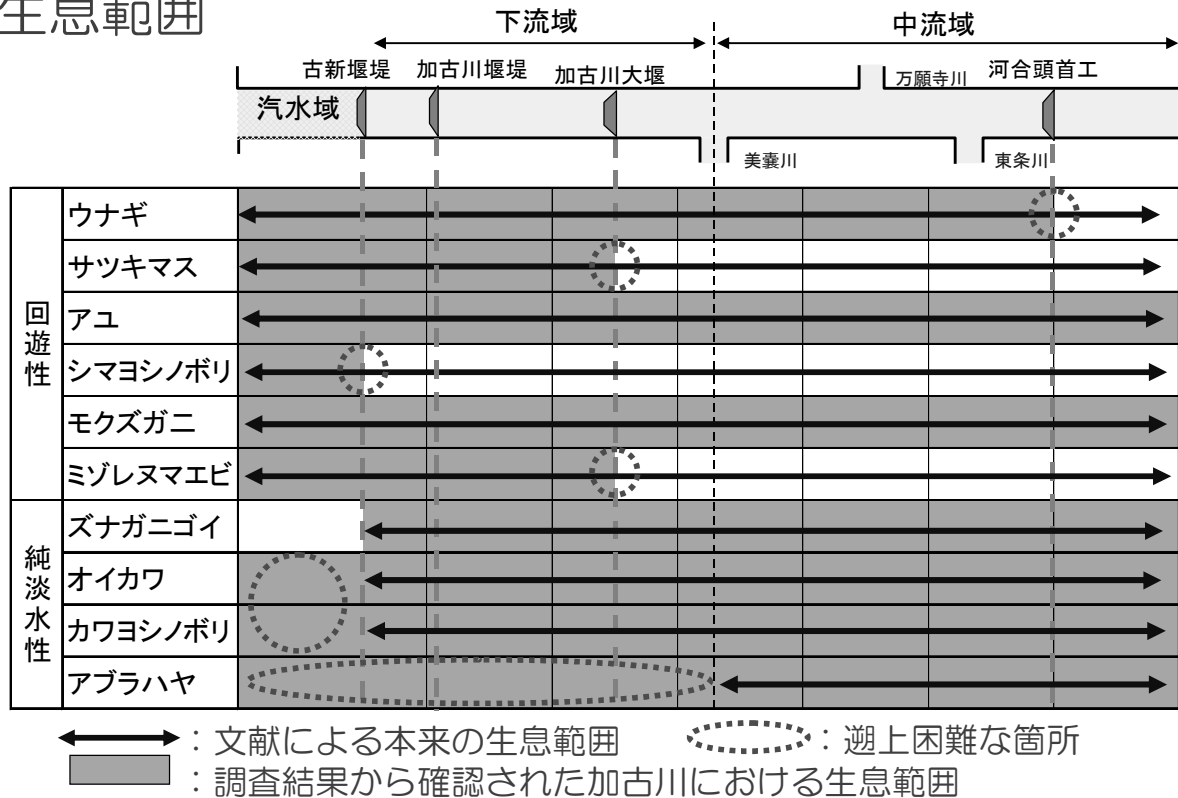 生息範囲
下流域
中流域
古新堰堤
加古川堰堤
加古川大堰
万願寺川
河合頭首工
汽水域
美嚢川
東条川
回遊性
ウナギ
サツキマス
アユ
シマヨシノボリ
モクズガニ
ミゾレヌマエビ
純淡水性
ズナガニゴイ
オイカワ
カワヨシノボリ
アブラハヤ
：文献による本来の生息範囲
：遡上困難な箇所
：調査結果から確認された加古川における生息範囲